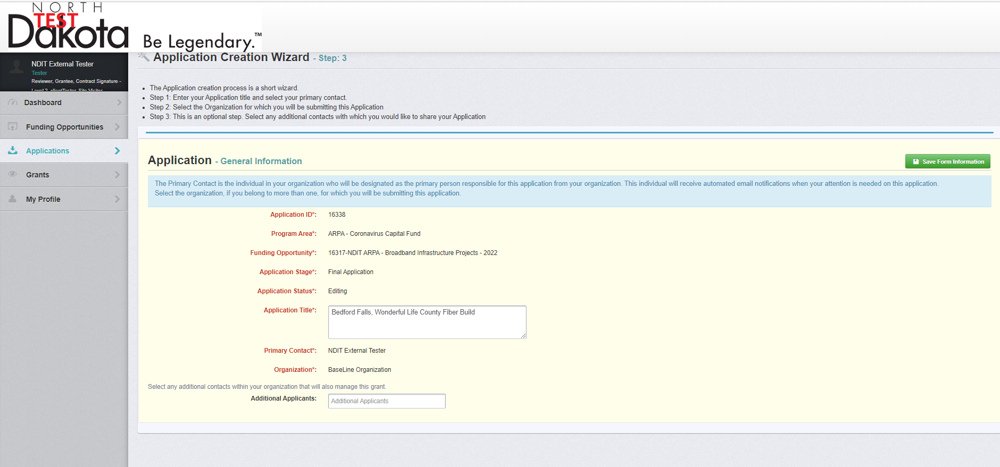 NORTH
TEST
Dakota
Be Legendary.™
NDIT External Tester
Tester
Reviewer, Grantee, Contract Signature -
Level 2, clientTester, Site Visitor
Dashboard
Funding Opportunities
Applications
Grants
My Profile
Application Creation Wizard - Step: 3
• The Application creation process is a short wizard.
• Step 1: Enter your Application title and select your primary contact.
• Step 2: Select the Organization for which you will be submitting this Application
• Step 3: This is an optional step. Select any additional contacts with which you would like to share your Application
Application - General Information
Save Form Information
The Primary Contact is the individual in your organization who will be designated as the primary person responsible for this application from your organization. This individual will receive automated email notifications when your attention is needed on this application.
Select the organization, if you belong to more than one, for which you will be submitting this application.
Application ID*: 16338
Program Area*: ARPA - Coronavirus Capital Fund
Funding Opportunity*: 16317-NDIT ARPA - Broadband Infrastructure Projects - 2022
Application Stage*: Final Application
Application Status*: Editing
Application Title*: Bedford Falls, Wonderful Life County Fiber Build
Primary Contact*: NDIT External Tester
Organization*: BaseLine Organization
Select any additional contacts within your organization that will also manage this grant.
Additional Applicants: Additional Applicants